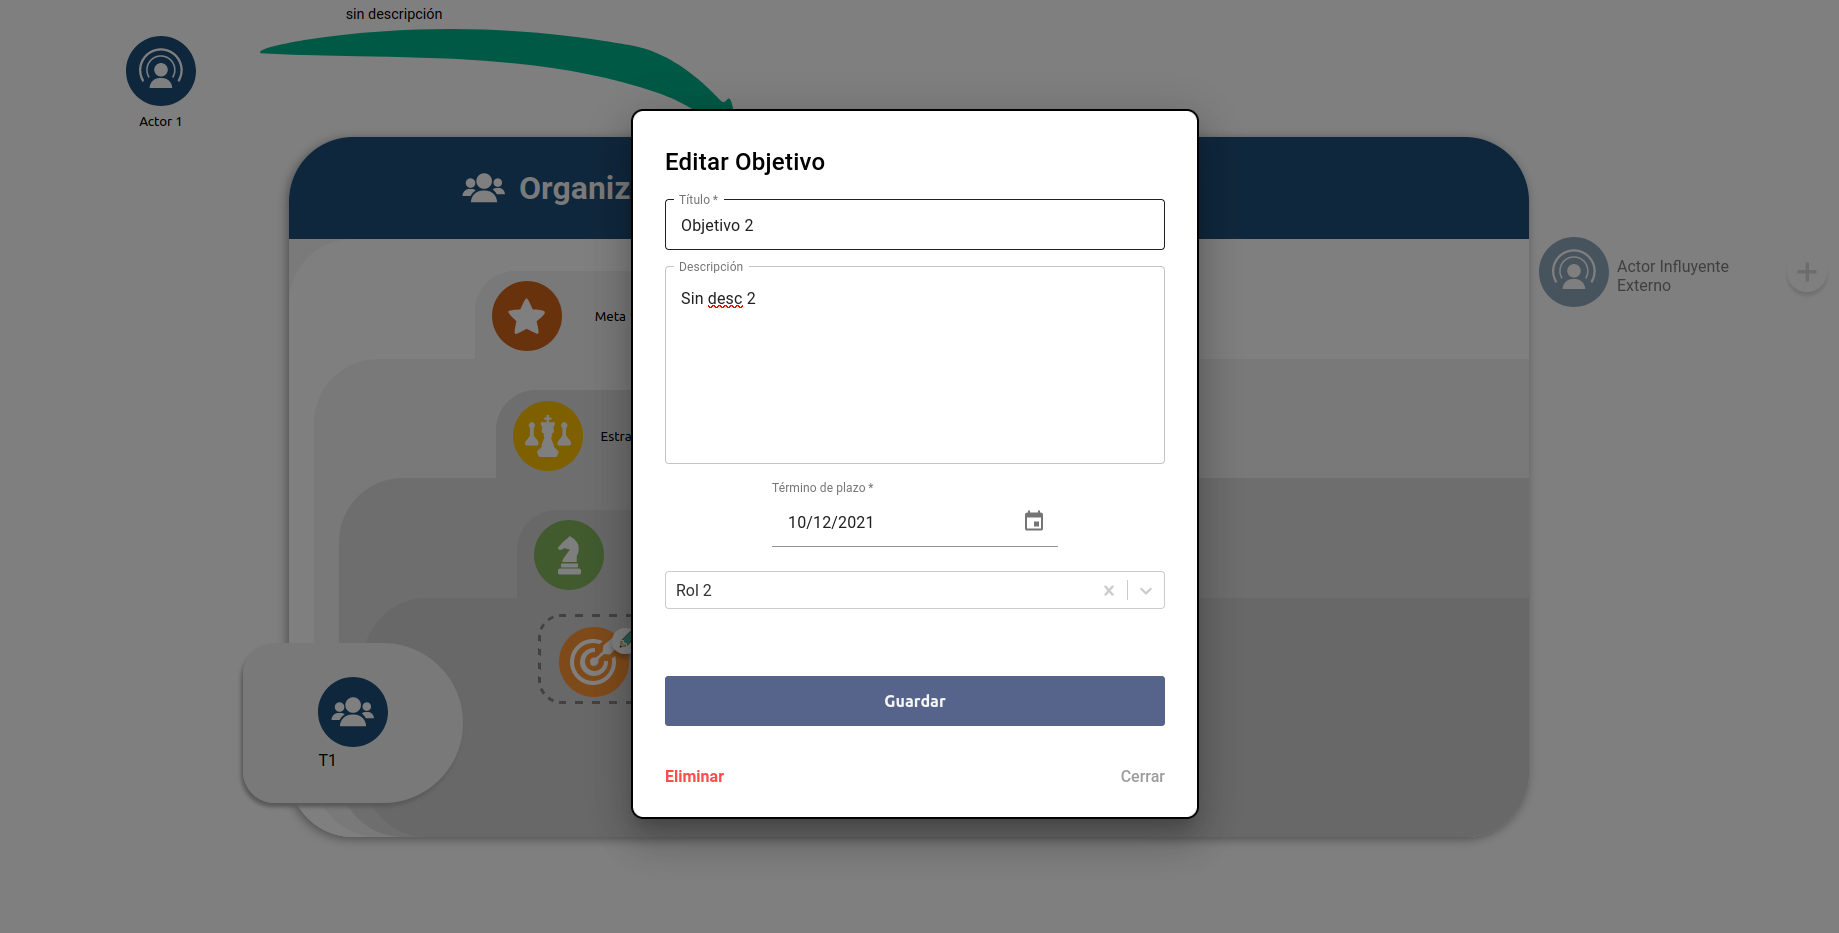 sin descripción
Actor 1
Organiz
Meta
Estra
T1
Actor Influyente
Externo
Editar Objetivo
Título *
Objetivo 2
Descripción
Sin desc 2
Término de plazo *
10/12/2021
Rol 2
Guardar
Eliminar
Cerrar